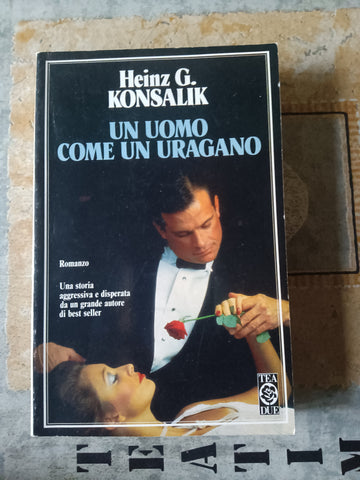 Heinz G.
KONSALIK
UN UOMO
COME UN URAGANO
Romanzo
Una storia
aggressiva e disperata
da un grande autore
di best seller
TEA
DUE
TEATIM